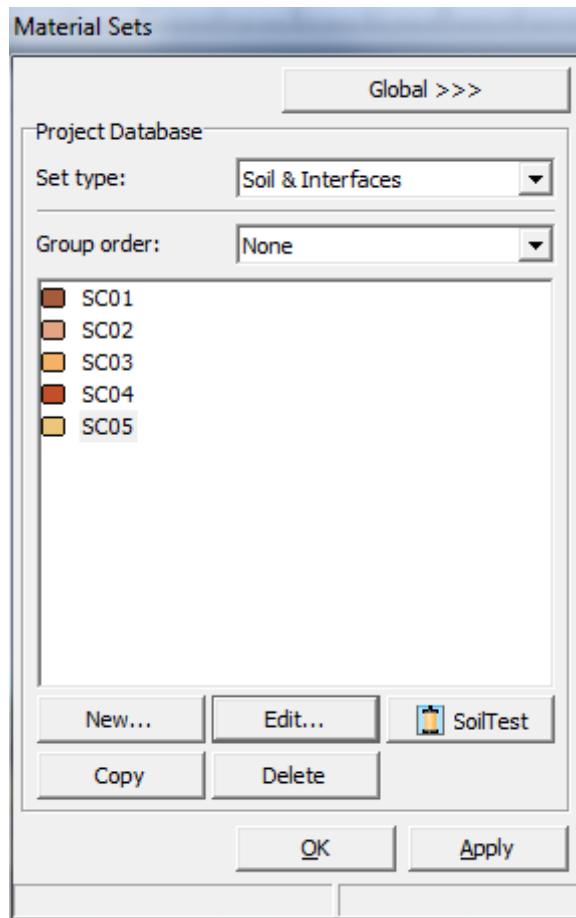 Material Sets
Global >>>
Project Database
Set type: Soil & Interfaces
Group order: None
SC01
SC02
SC03
SC04
SC05
New... Edit... SoilTest
Copy Delete
OK Apply